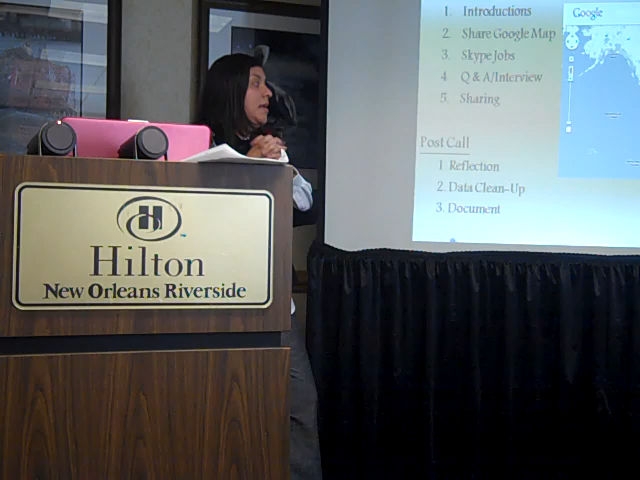 1. Introductions
2. Share Google Map
3. Skype Jobs
4 Q & A/Interview
5. Sharing
Post Call
1 Reflection
2. Data Clean-Up
3. Document
Google
H
Hilton
New Orleans Riverside